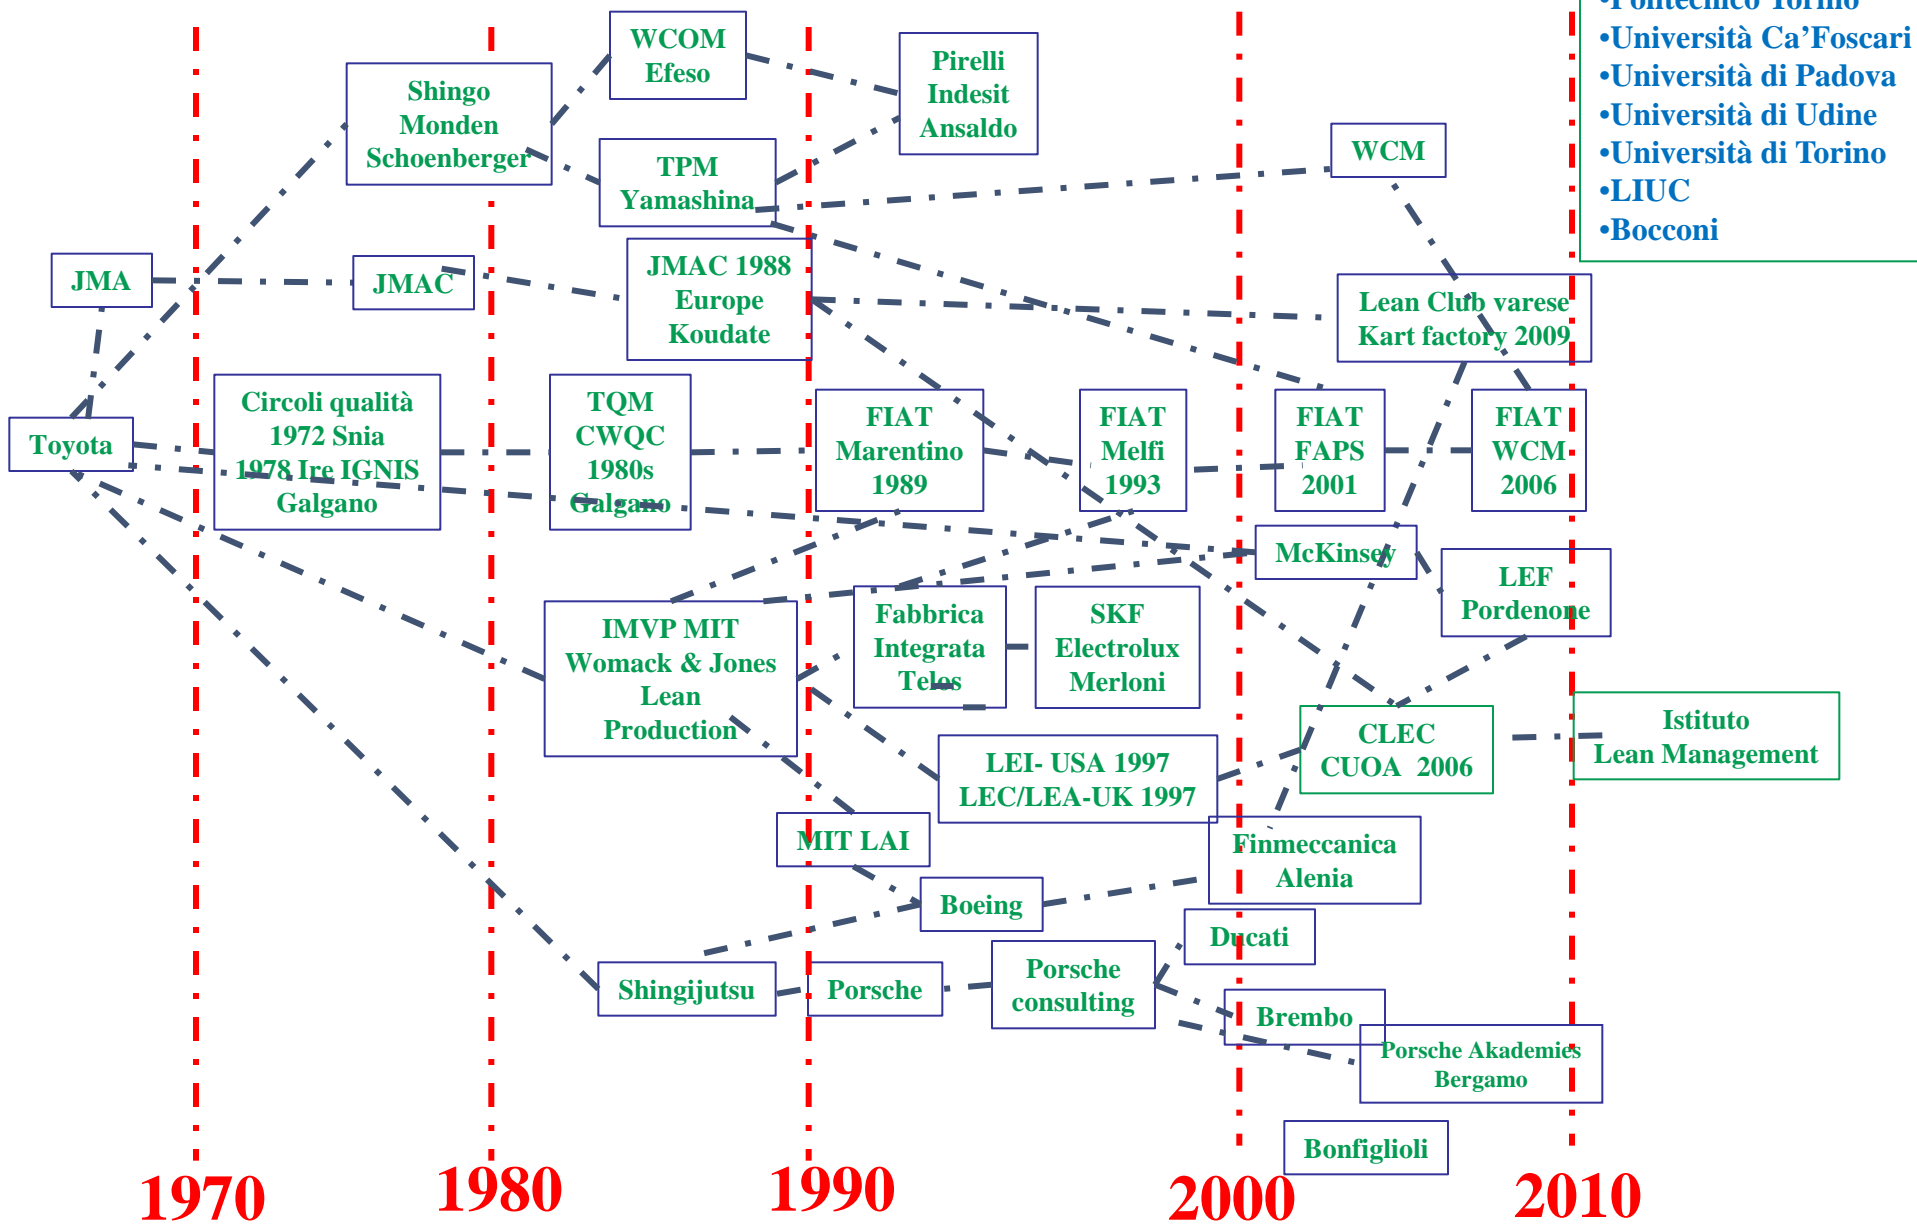 •Università Ca’Foscari
•Università di Padova
•Università di Udine
•Università di Torino
•LIUC
•Bocconi
WCOM
Efeso
Pirelli
Indesit
Ansaldo
Shingo
Monden
Schoenberger
TPM
Yamashina
WCM
JMA
JMAC
JMAC 1988
Europe
Koudate
Lean Club varese
Kart factory 2009
Toyota
Circoli qualità
1972 Snia
1978 Ire IGNIS
Galgano
TQM
CWQC
1980s
Galgano
FIAT
Marentino
1989
FIAT
Melfi
1993
FIAT
FAPS
2001
FIAT
WCM
2006
McKinsey
LEF
Pordenone
IMVP MIT
Womack & Jones
Lean
Production
Fabbrica
Integrata
Telos
SKF
Electrolux
Merloni
CLEC
CUOA 2006
Istituto
Lean Management
LEI- USA 1997
LEC/LEA-UK 1997
MIT LAI
Finmeccanica
Alenia
Boeing
Ducati
Shingijutsu
Porsche
Porsche
consulting
Brembo
Porsche Akademies
Bergamo
Bonfiglioli
1970
1980
1990
2000
2010